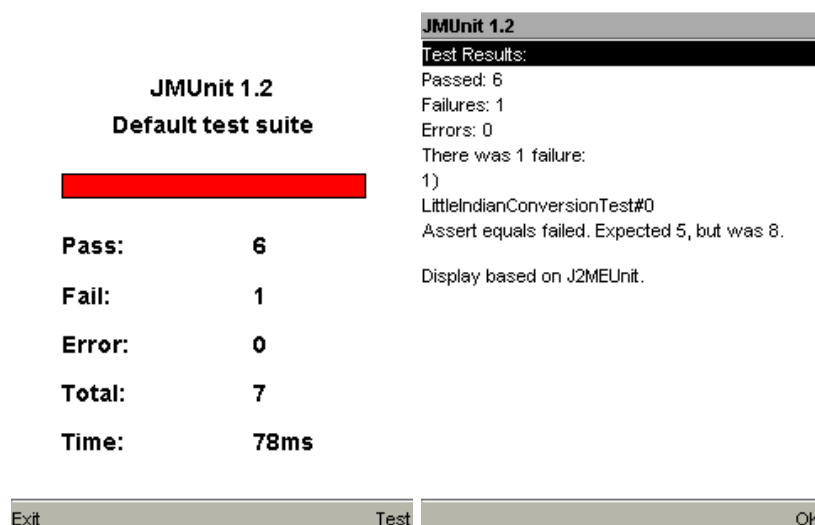 JMUnit 1.2
Default test suite
Pass: 6
Fail: 1
Error: 0
Total: 7
Time: 78ms
Exit Test
JMUnit 1.2
Test Results:
Passed: 6
Failures: 1
Errors: 0
There was 1 failure:
1)
LittleIndianConversionTest#0
Assert equals failed. Expected 5, but was 8.
Display based on J2MEUnit.
Ok